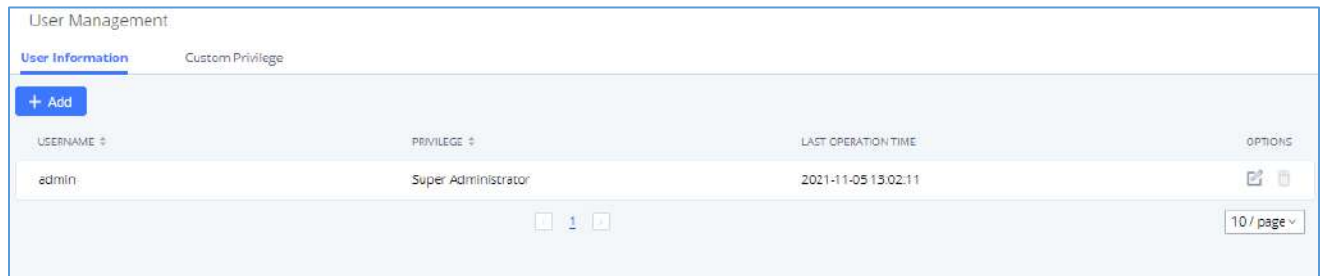 User Management
User Information Custom Privilege
+ Add
USERNAME PRIVILEGE LAST OPERATION TIME OPTIONS
admin Super Administrator 2021-11-05 13:02:11
1 10 / page